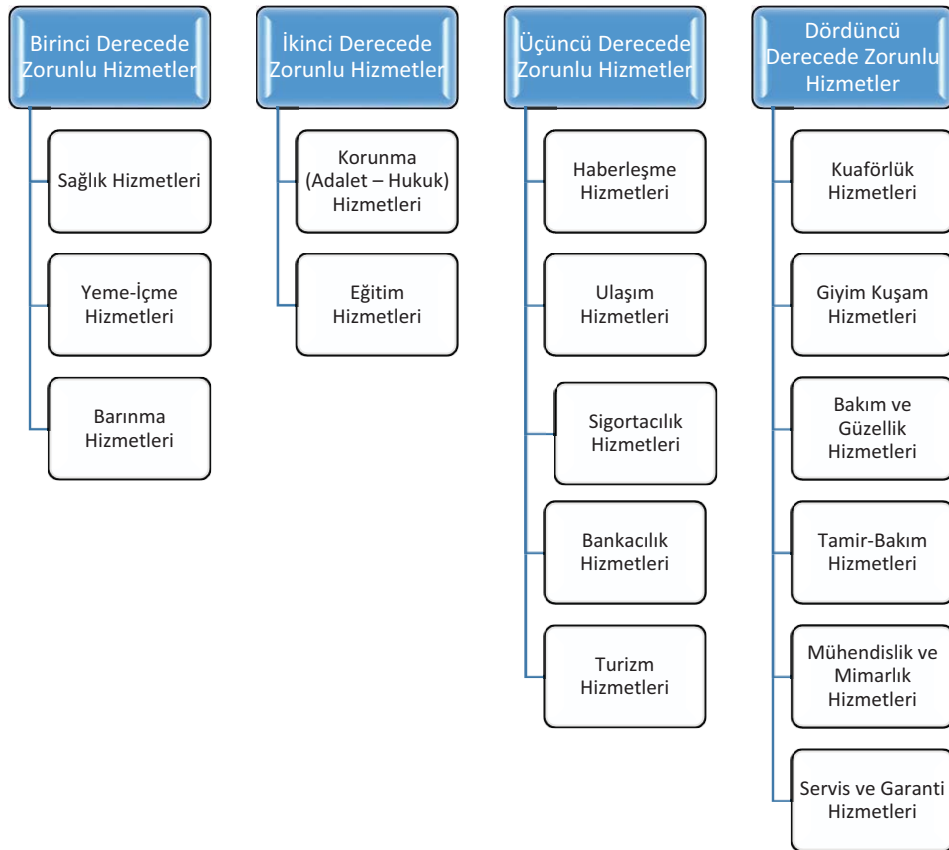 Birinci Derecede
Zorunlu Hizmetler
Sağlık Hizmetleri
Yeme-İçme
Hizmetleri
Barınma
Hizmetleri
İkinci Derecede
Zorunlu Hizmetler
Korunma
(Adalet – Hukuk)
Hizmetleri
Eğitim
Hizmetleri
Üçüncü Derecede
Zorunlu Hizmetler
Haberleşme
Hizmetleri
Ulaşım
Hizmetleri
Sigortacılık
Hizmetleri
Bankacılık
Hizmetleri
Turizm
Hizmetleri
Dördüncü
Derecede Zorunlu
Hizmetler
Kuaförlük
Hizmetleri
Giyim Kuşam
Hizmetleri
Bakım ve
Güzellik
Hizmetleri
Tamir-Bakım
Hizmetleri
Mühendislik ve
Mimarlık
Hizmetleri
Servis ve Garanti
Hizmetleri